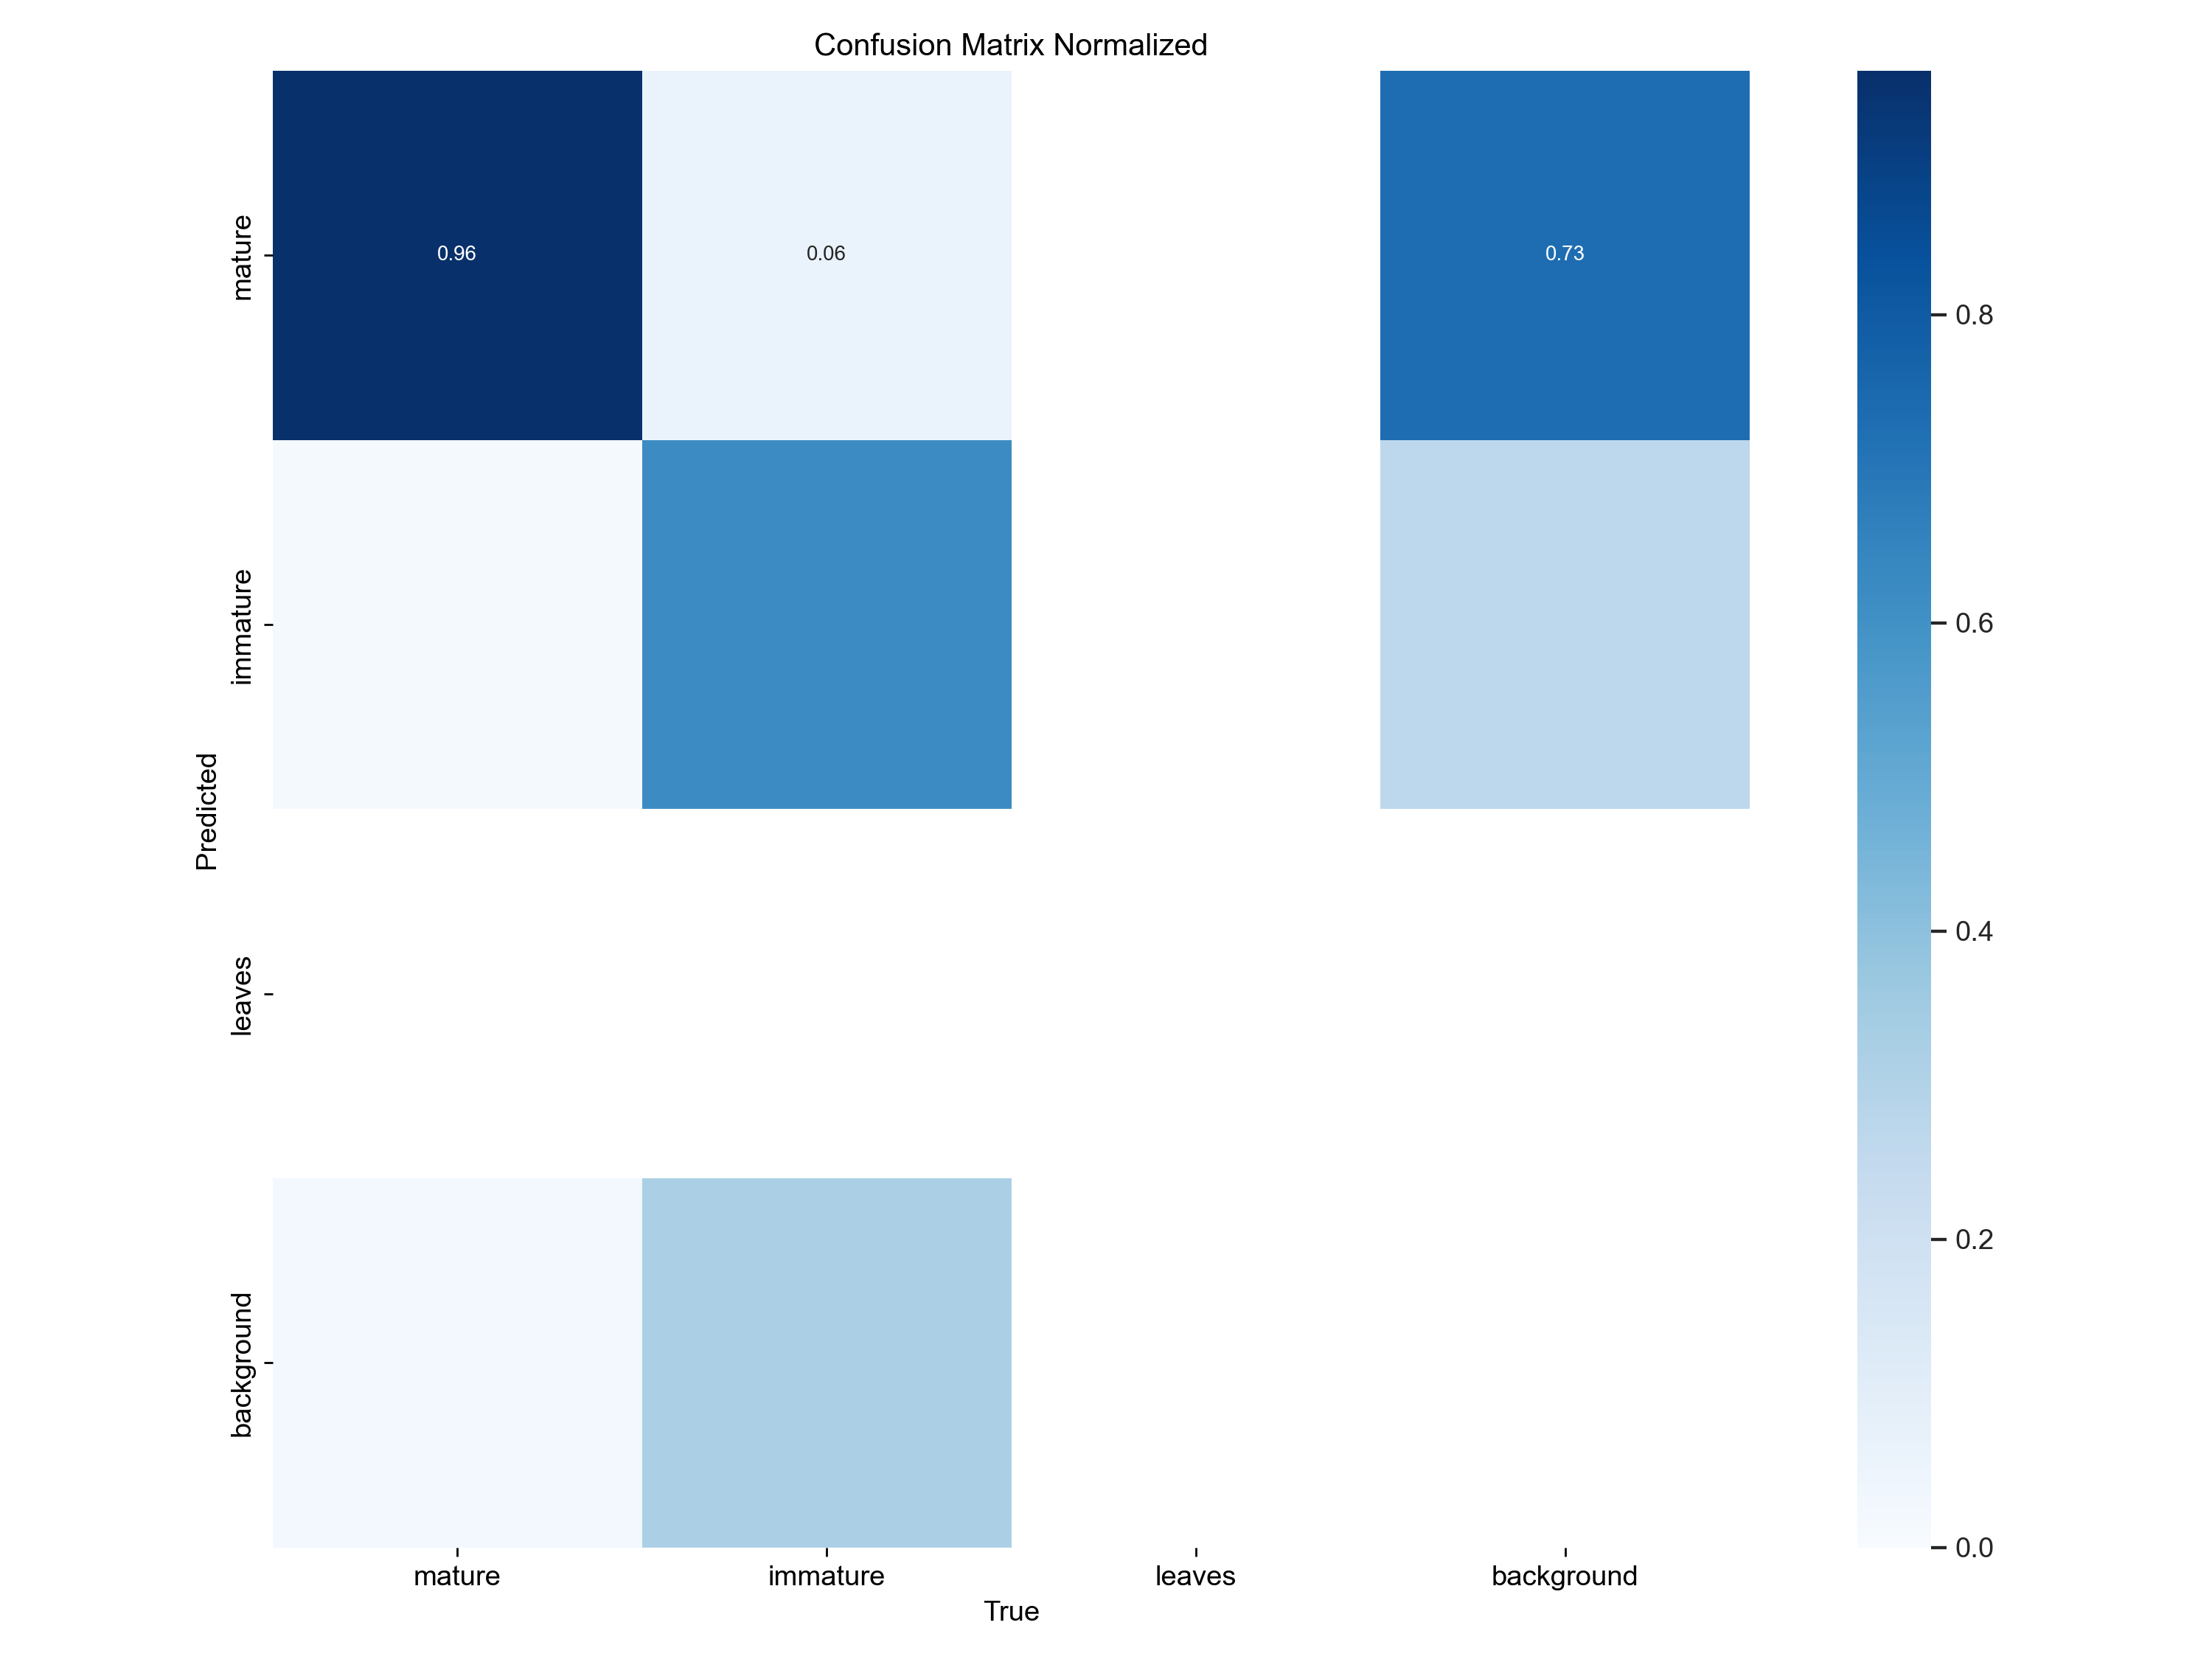 Confusion Matrix Normalized
mature
immature
leaves
background
Predicted
0.96
0.06
0.73
mature
immature
leaves
background
True
0.8
0.6
0.4
0.2
0.0